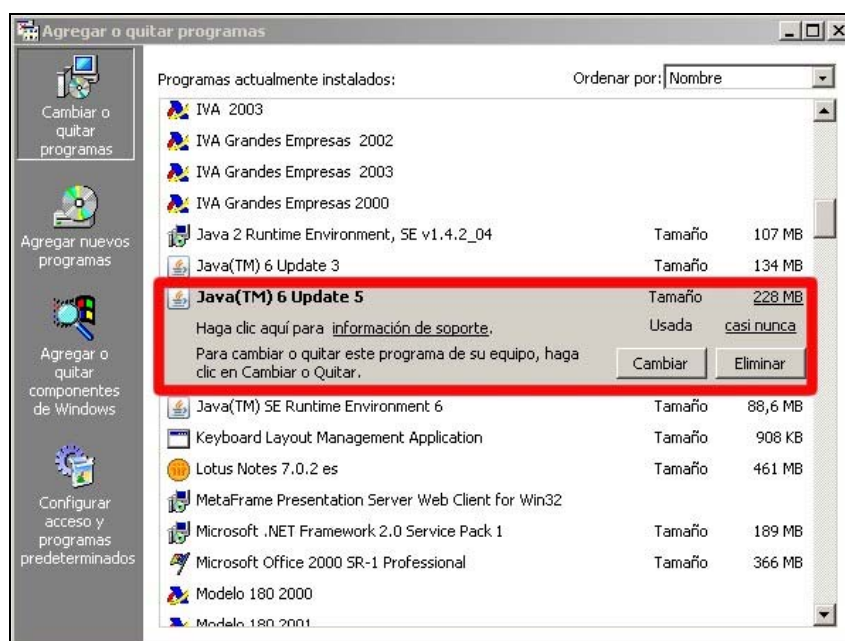 Agregar o quitar programas
Cambiar o
quitar
programas
Agregar nuevos
programas
Agregar o
quitar
componentes
de Windows
Configurar
acceso y
programas
predeterminados
Programas actualmente instalados:
Ordenar por: Nombre
IVA 2003
IVA Grandes Empresas 2002
IVA Grandes Empresas 2003
IVA Grandes Empresas 2000
Java 2 Runtime Environment, SE v1.4.2_04 Tamaño 107 MB
Java(TM) 6 Update 3 Tamaño 134 MB
Java(TM) 6 Update 5 Tamaño 228 MB
Haga clic aquí para información de soporte. Usada casi nunca
Para cambiar o quitar este programa de su equipo, haga
clic en Cambiar o Quitar.
Cambiar Eliminar
Java(TM) SE Runtime Environment 6 Tamaño 88,6 MB
Keyboard Layout Management Application Tamaño 908 KB
Lotus Notes 7.0.2 es Tamaño 461 MB
MetaFrame Presentation Server Web Client for Win32
Microsoft .NET Framework 2.0 Service Pack 1 Tamaño 189 MB
Microsoft Office 2000 SR-1 Professional Tamaño 366 MB
Modelo 180 2000
Modelo 180 2001